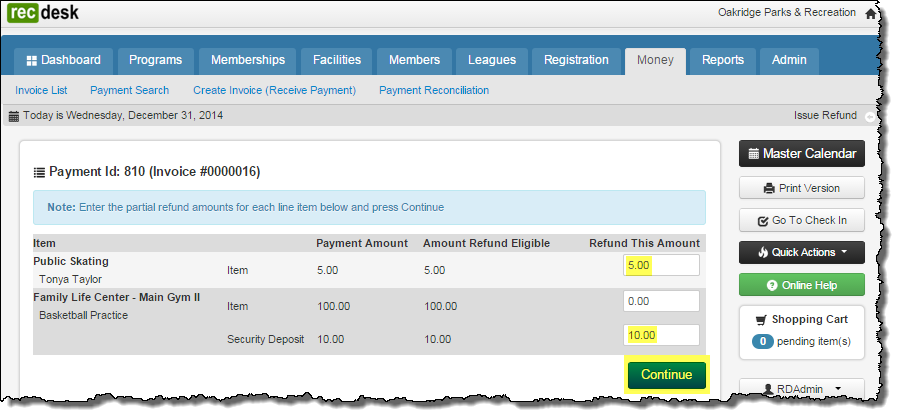 recdesk
Oakridge Parks & Recreation
Dashboard Programs Memberships Facilities Members Leagues Registration Money Reports Admin
Invoice List Payment Search Create Invoice (Receive Payment) Payment Reconciliation
Today is Wednesday, December 31, 2014 Issue Refund
Payment Id: 810 (Invoice #0000016)
Note: Enter the partial refund amounts for each line item below and press Continue
Item Payment Amount Amount Refund Eligible Refund This Amount
Public Skating
Tonya Taylor
Item 5.00 5.00 5.00
Family Life Center - Main Gym II
Basketball Practice
Item 100.00 100.00 0.00
Security Deposit 10.00 10.00 10.00
Continue
Master Calendar
Print Version
Go To Check In
Quick Actions
Online Help
Shopping Cart
0 pending item(s)
RDAdmin